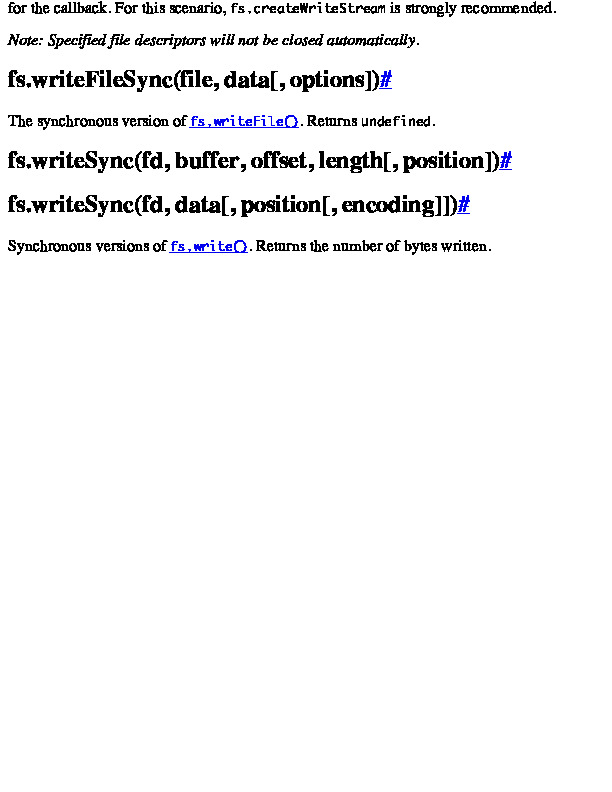 for the callback. For this scenario, fs.createWriteStream is strongly recommended.
Note: Specified file descriptors will not be closed automatically.
fs.writeFileSync(file, data[, options])#
The synchronous version of fs.writeFile(). Returns undefined.
fs.writeSync(fd, buffer, offset, length[, position])#
fs.writeSync(fd, data[, position[, encoding]])#
Synchronous versions of fs.write(). Returns the number of bytes written.